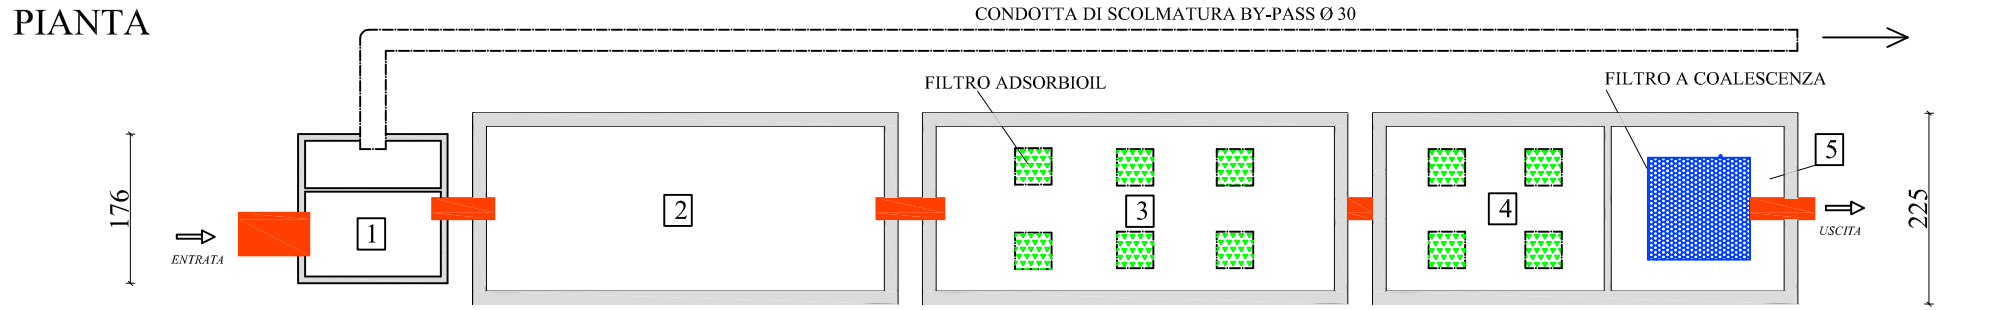 PIANTA
CONDOTTA DI SCOLMATURA BY-PASS Ø 30
FILTRO ADSORBIOIL
FILTRO A COALESCENZA
176
ENTRATA
1
2
3
4
5
USCITA
225